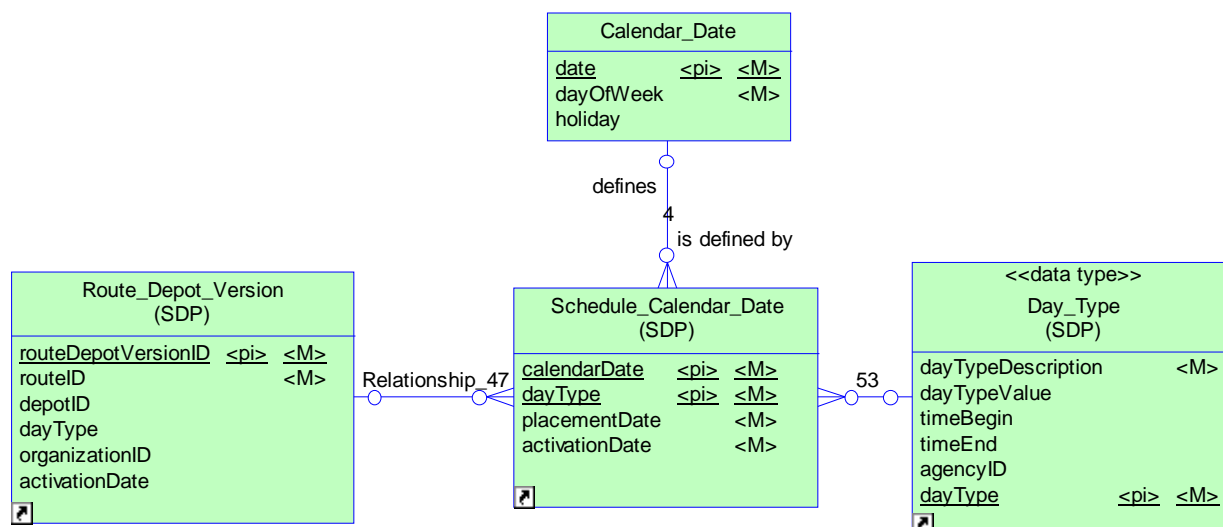 Calendar_Date
date <pi> <M>
dayOfWeek <M>
holiday
defines
4
is defined by
Route_Depot_Version
(SDP)
routeDepotVersionID <pi> <M>
routeID <M>
depotID
dayType
organizationID
activationDate
Relationship_47
Schedule_Calendar_Date
(SDP)
calendarDate <pi> <M>
dayType <pi> <M>
placementDate <M>
activationDate <M>
53
<<data type>>
Day_Type
(SDP)
dayTypeDescription <M>
dayTypeValue
timeBegin
timeEnd
agencyID
dayType <pi> <M>